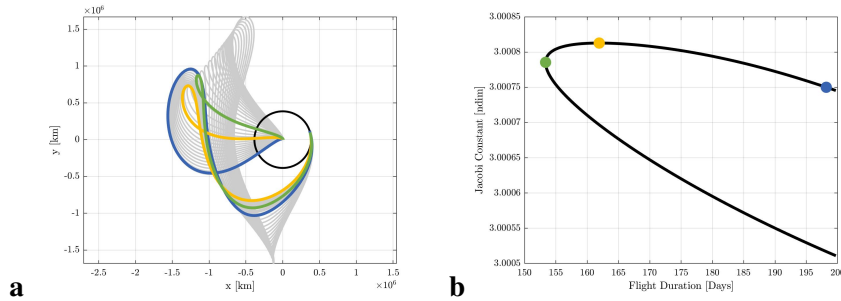 ×10⁶
1.5
1
0.5
0
-0.5
-1
-1.5
y [km]
-2.5 -2 -1.5 -1 -0.5 0 0.5 1 1.5
x [km]
×10⁶
a
3.00085
3.0008
3.00075
3.0007
3.00065
3.0006
3.00055
3.0005
Jacobi Constant [ndim]
150 155 160 165 170 175 180 185 190 195 200
Flight Duration [Days]
b